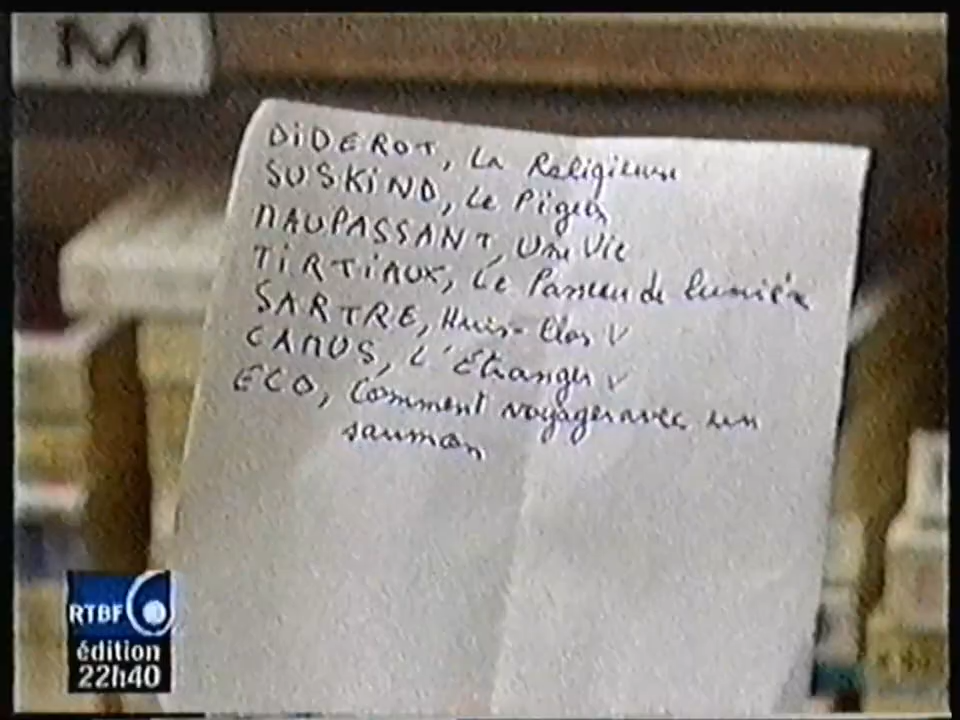 M
DiDEROT, La Religieuse
SUSKiND, Le Pigeon
MAUPASSANT, Une Vie
TiRTiAUX, Le Passeur de lumière
SARTRE, Huis-Clos V
CAMUS, L'Etranger V
ECO, Comment voyager avec un
saumon
RTBF
édition
22h40